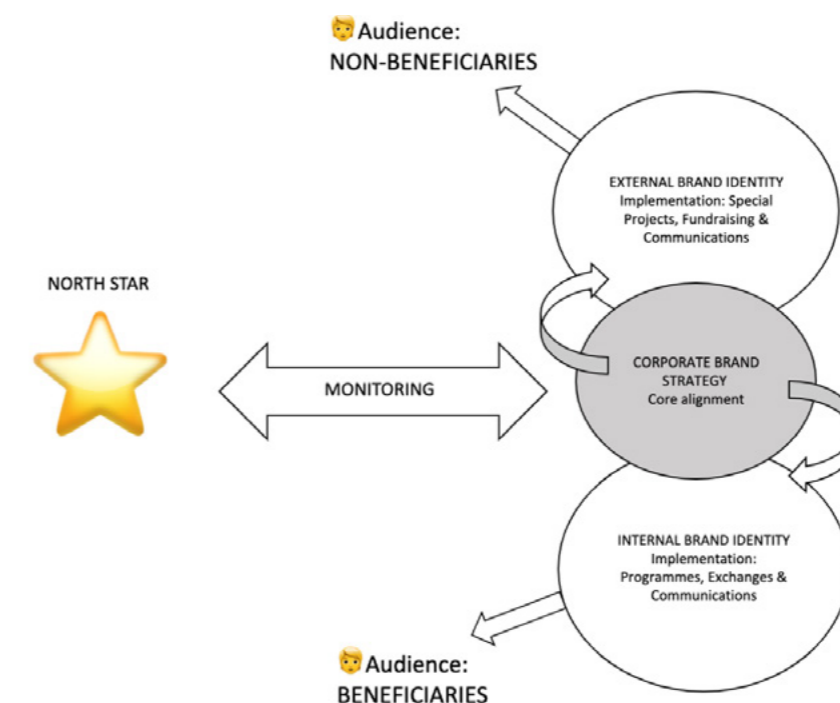 Audience:
NON-BENEFICIARIES
EXTERNAL BRAND IDENTITY
Implementation: Special
Projects, Fundraising &
Communications
NORTH STAR
MONITORING
CORPORATE BRAND
STRATEGY
Core alignment
INTERNAL BRAND IDENTITY
Implementation:
Programmes, Exchanges &
Communications
Audience:
BENEFICIARIES